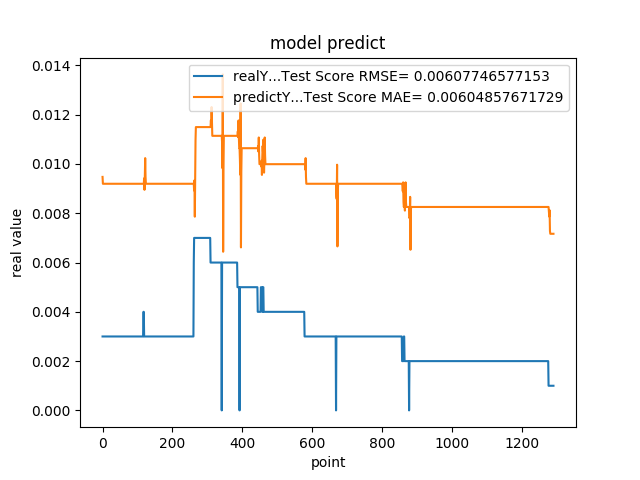 model predict
realY...Test Score RMSE= 0.00607746577153
predictY...Test Score MAE= 0.00604857671729
0.014
0.012
0.010
0.008
0.006
0.004
0.002
0.000
real value
0 200 400 600 800 1000 1200
point